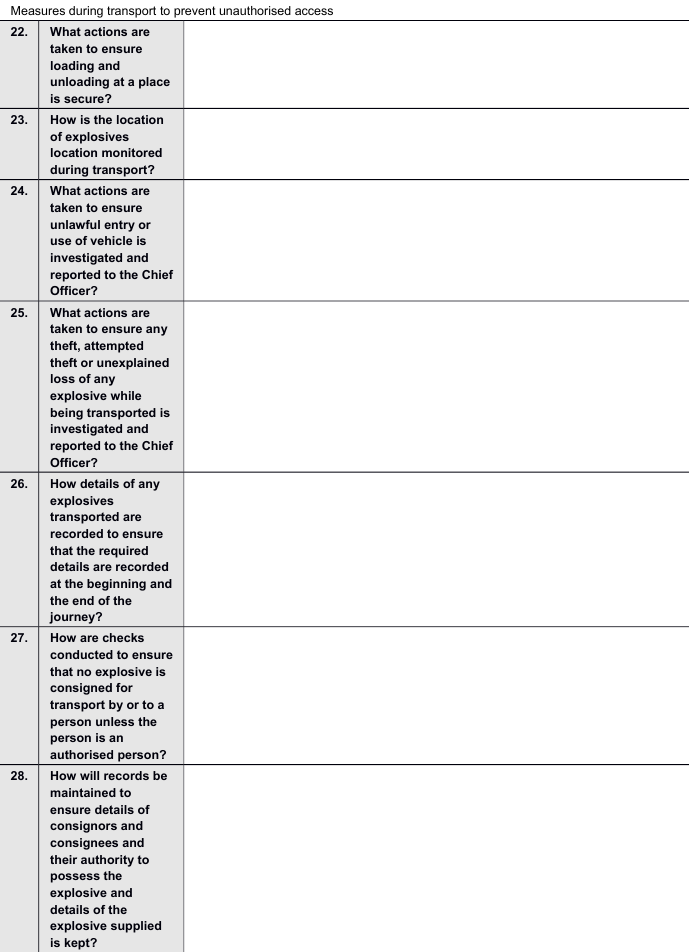 Measures during transport to prevent unauthorised access
22. What actions are
taken to ensure
loading and
unloading at a place
is secure?
23. How is the location
of explosives
location monitored
during transport?
24. What actions are
taken to ensure
unlawful entry or
use of vehicle is
investigated and
reported to the Chief
Officer?
25. What actions are
taken to ensure any
theft, attempted
theft or unexplained
loss of any
explosive while
being transported is
investigated and
reported to the Chief
Officer?
26. How details of any
explosives
transported are
recorded to ensure
that the required
details are recorded
at the beginning and
the end of the
journey?
27. How are checks
conducted to ensure
that no explosive is
consigned for
transport by or to a
person unless the
person is an
authorised person?
28. How will records be
maintained to
ensure details of
consignors and
consignees and
their authority to
possess the
explosive and
details of the
explosive supplied
is kept?